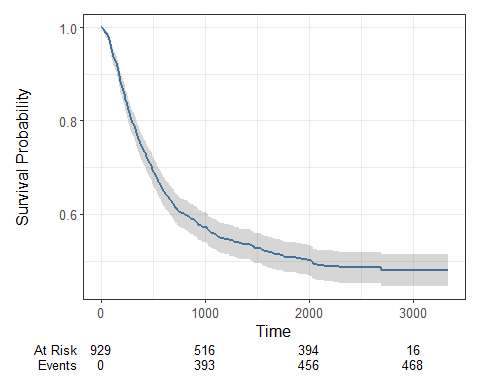 1.0
0.8
0.6
Survival Probability
0 1000 2000 3000
Time
At Risk 929 516 394 16
Events 0 393 456 468